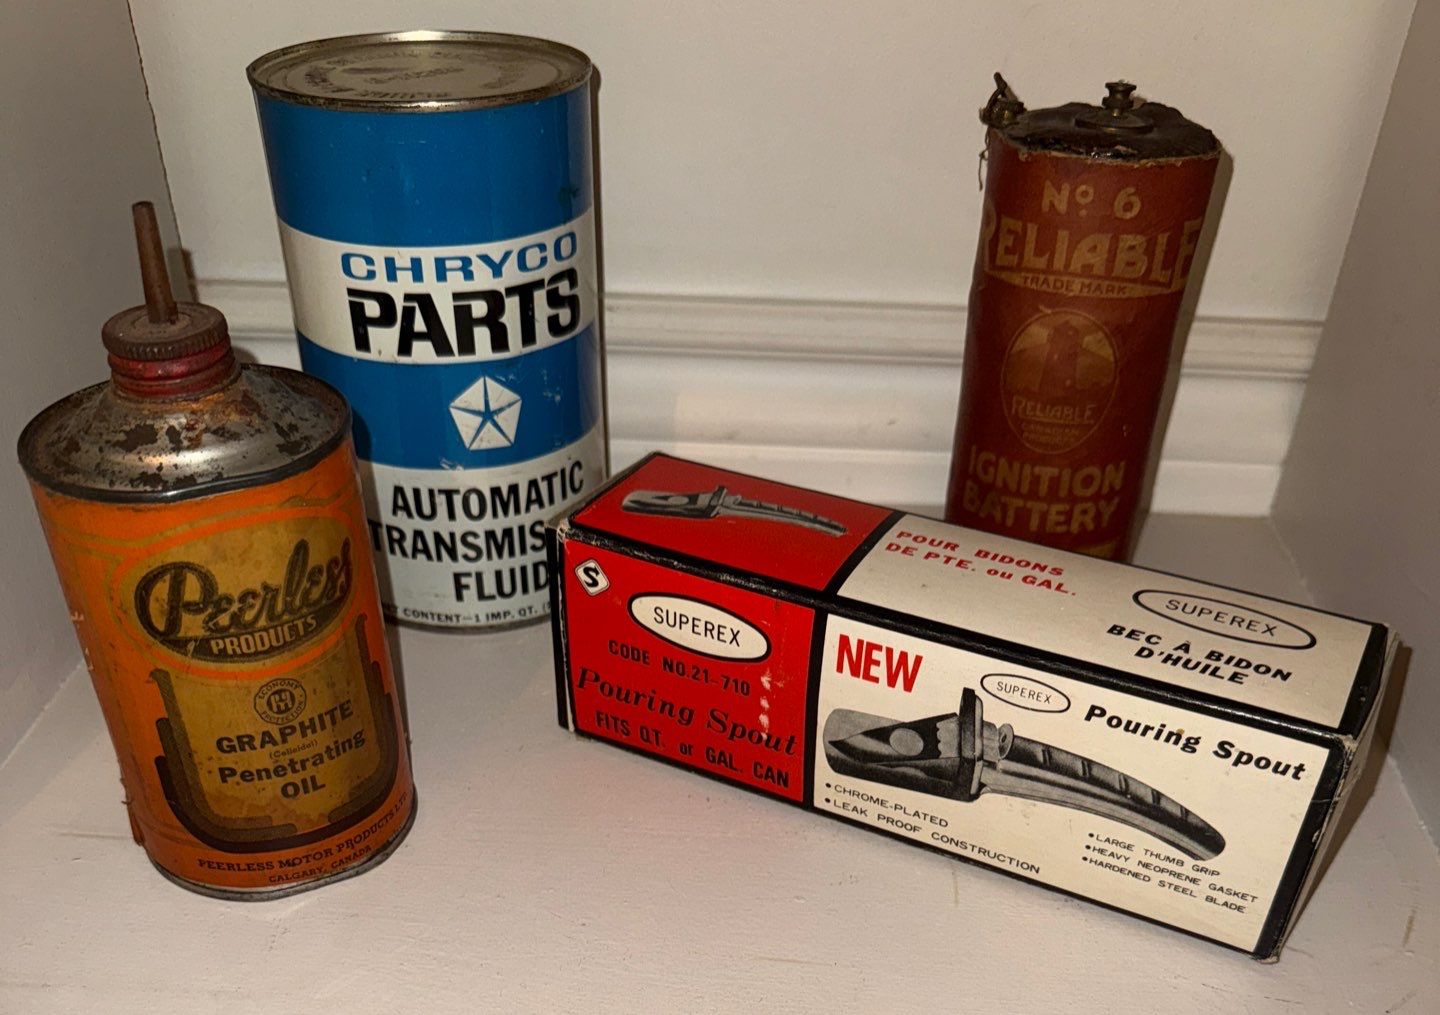 CHRYCO
PARTS
AUTOMATIC
TRANSMIS
FLUID
CONTENT-1 IMP. QT.
No 6
RELIABLE
TRADE MARK
RELIABLE
IGNITION
BATTERY
Peerless
PRODUCTS
ECONOMY
PROTECTION
GRAPHITE
(Colloidal)
Penetrating
OIL
PEERLESS MOTOR PRODUCTS LTD.
CALGARY, CANADA
POUR BIDONS
DE PTE. ou GAL.
SUPEREX
BEC À BIDON
D'HUILE
S
SUPEREX
CODE NO.21-710
Pouring Spout
FITS QT. or GAL. CAN
NEW
SUPEREX
Pouring Spout
•CHROME-PLATED
•LEAK PROOF CONSTRUCTION
•LARGE THUMB GRIP
•HEAVY NEOPRENE GASKET
•HARDENED STEEL BLADE